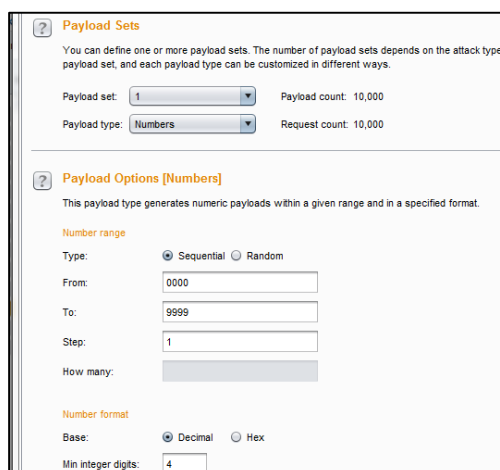 Payload Sets
You can define one or more payload sets. The number of payload sets depends on the attack type
payload set, and each payload type can be customized in different ways.
Payload set: 1 Payload count: 10,000
Payload type: Numbers Request count: 10,000
Payload Options [Numbers]
This payload type generates numeric payloads within a given range and in a specified format.
Number range
Type: Sequential Random
From: 0000
To: 9999
Step: 1
How many:
Number format
Base: Decimal Hex
Min integer digits: 4